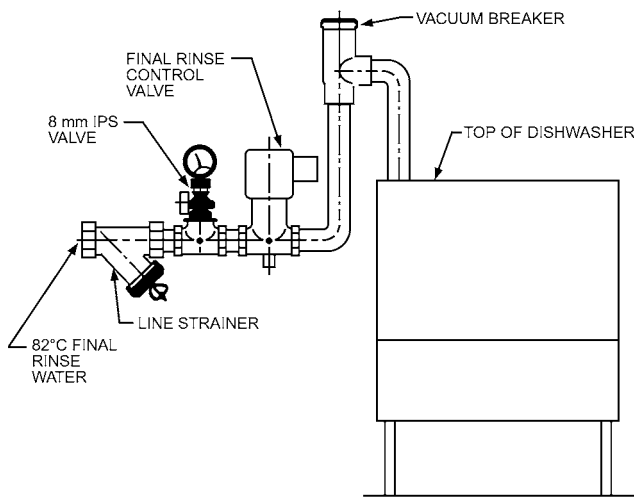 VACUUM BREAKER
FINAL RINSE
CONTROL
VALVE
8 mm IPS
VALVE
TOP OF DISHWASHER
LINE STRAINER
82°C FINAL
RINSE
WATER